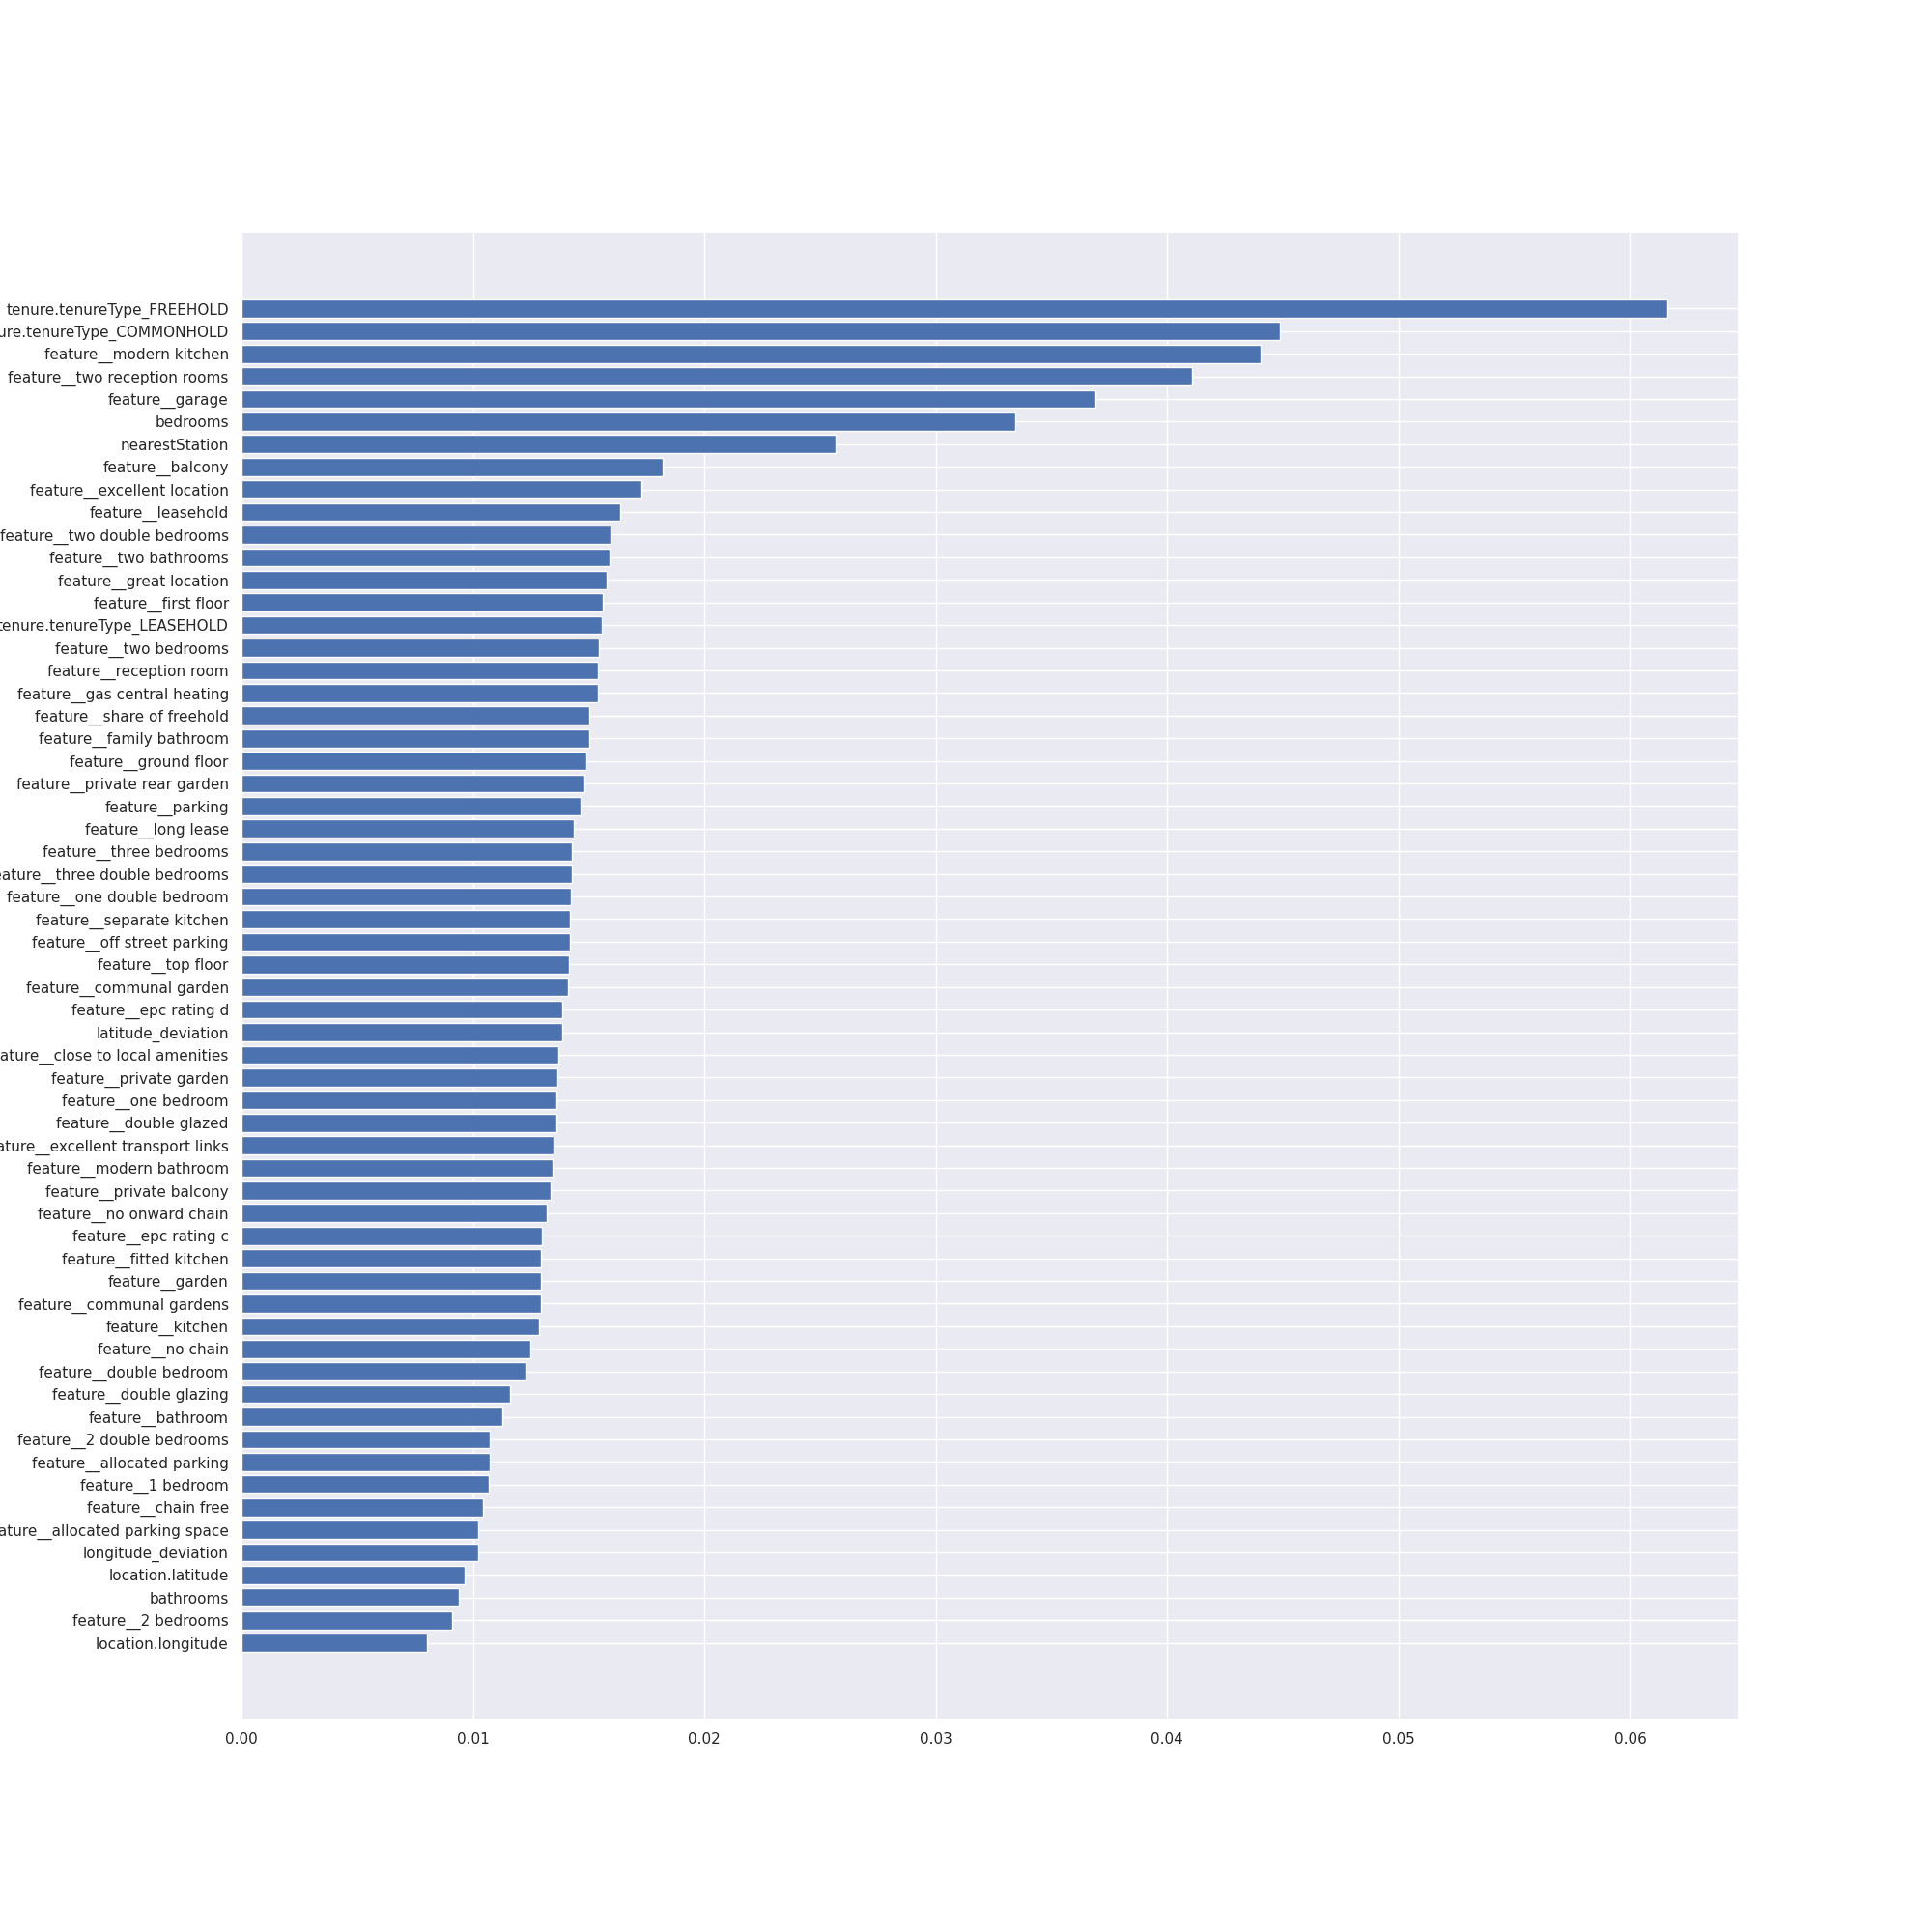 tenure.tenureType_FREEHOLD
ure.tenureType_COMMONHOLD
feature__modern kitchen
feature__two reception rooms
feature__garage
bedrooms
nearestStation
feature__balcony
feature__excellent location
feature__leasehold
feature__two double bedrooms
feature__two bathrooms
feature__great location
feature__first floor
tenure.tenureType_LEASEHOLD
feature__two bedrooms
feature__reception room
feature__gas central heating
feature__share of freehold
feature__family bathroom
feature__ground floor
feature__private rear garden
feature__parking
feature__long lease
feature__three bedrooms
eature__three double bedrooms
feature__one double bedroom
feature__separate kitchen
feature__off street parking
feature__top floor
feature__communal garden
feature__epc rating d
latitude_deviation
ature__close to local amenities
feature__private garden
feature__one bedroom
feature__double glazed
ature__excellent transport links
feature__modern bathroom
feature__private balcony
feature__no onward chain
feature__epc rating c
feature__fitted kitchen
feature__garden
feature__communal gardens
feature__kitchen
feature__no chain
feature__double bedroom
feature__double glazing
feature__bathroom
feature__2 double bedrooms
feature__allocated parking
feature__1 bedroom
feature__chain free
ature__allocated parking space
longitude_deviation
location.latitude
bathrooms
feature__2 bedrooms
location.longitude
0.00 0.01 0.02 0.03 0.04 0.05 0.06